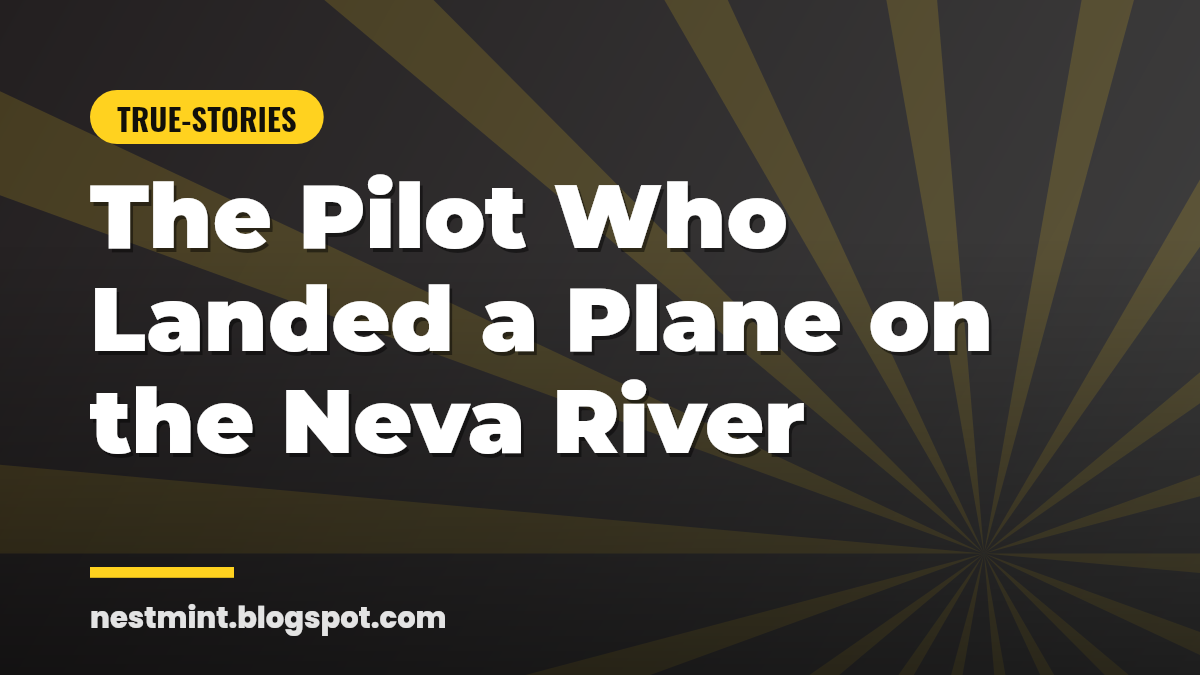 TRUE-STORIES
The Pilot Who
Landed a Plane on
the Neva River
nestmint.blogspot.com